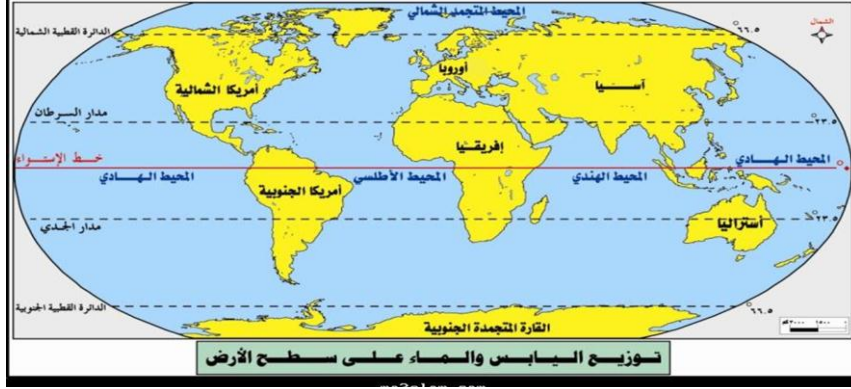 المحيط المتجمد الشمالي
الشمال
الدائرة القطبية الشمالية
°٦٦.٥
أوروبا
آسيا
أمريكا الشمالية
مدار السرطان
°٢٣.٥
إفريقيا
خط الإستواء
المحيط الهادي
°٠
المحيط الهادي
أمريكا الجنوبية
المحيط الأطلسي
المحيط الهندي
مدار الجدي
أستراليا
°٢٣.٥
الدائرة القطبية الجنوبية
°٦٦.٥
القارة المتجمدة الجنوبية
توزيع اليابس والماء على سطح الأرض